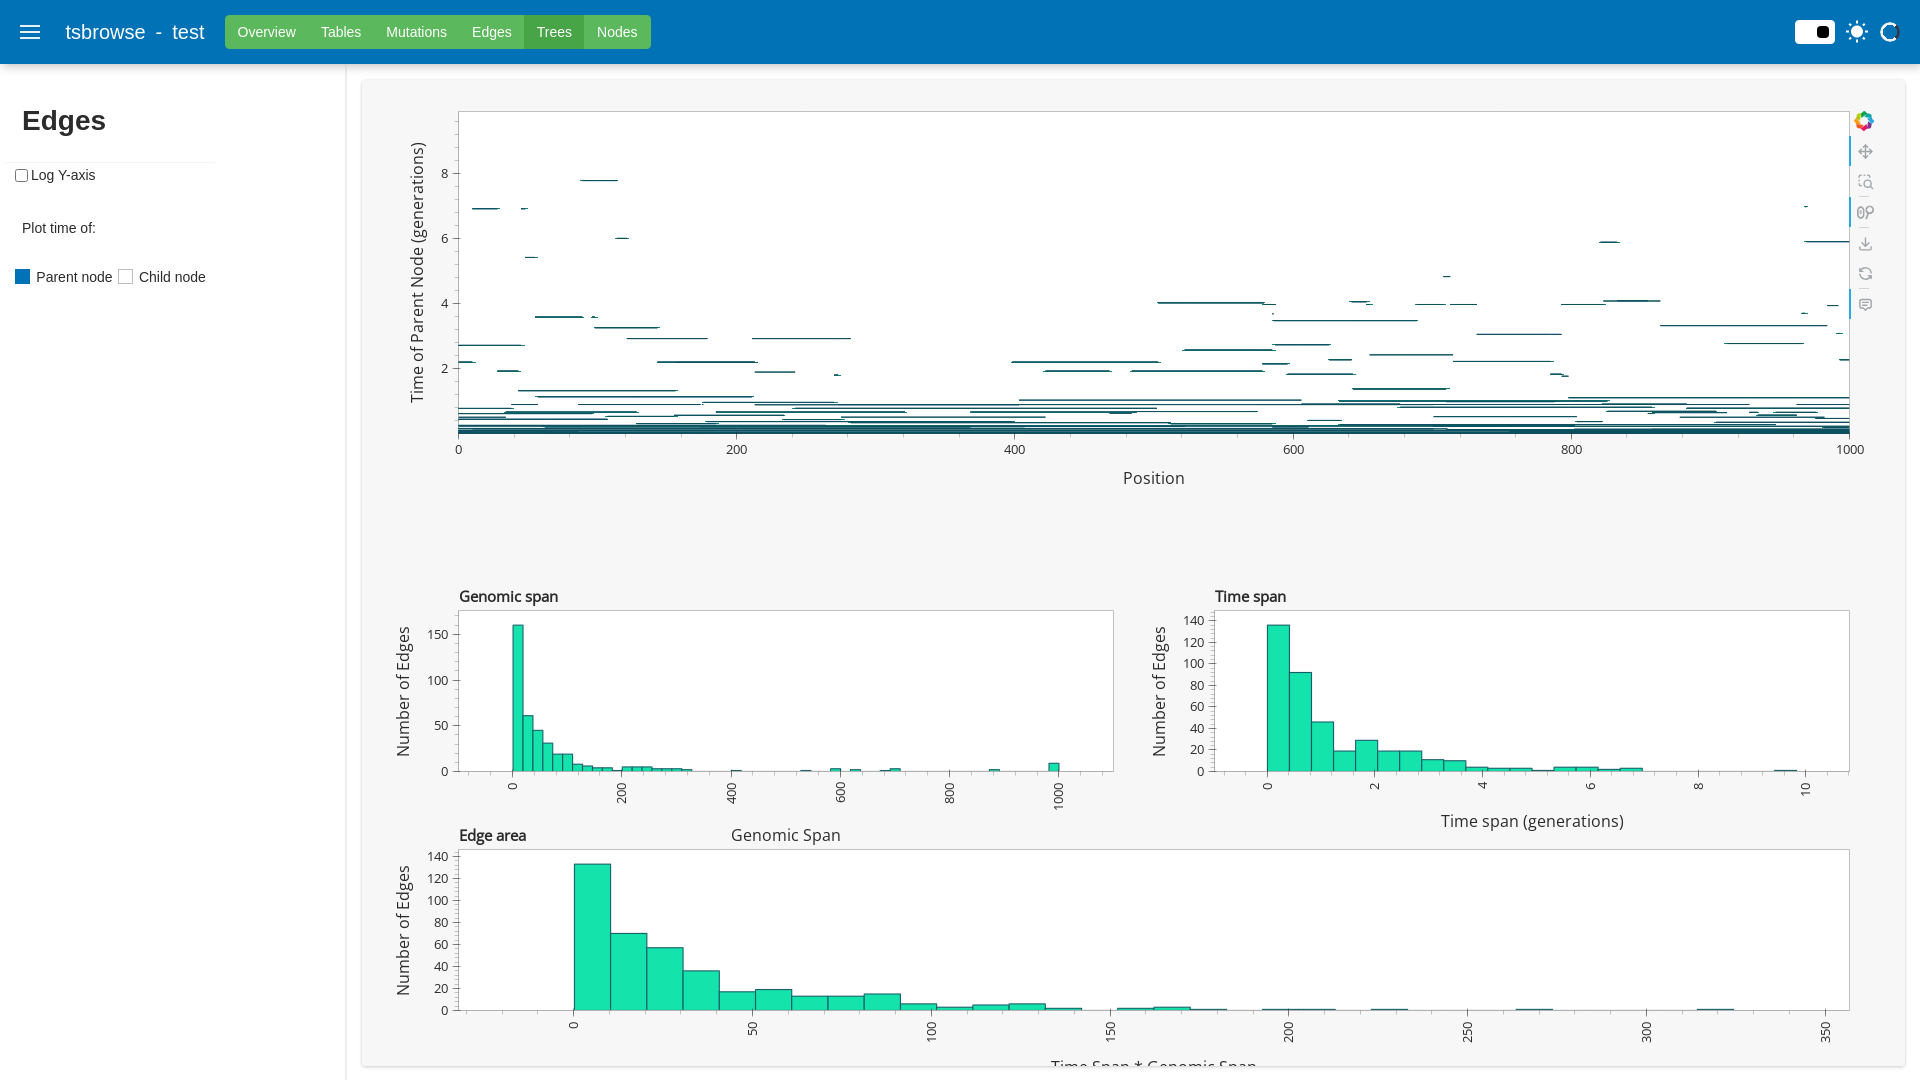 tsbrowse - test
Overview Tables Mutations Edges Trees Nodes
Edges
Log Y-axis
Plot time of:
Parent node Child node
Time of Parent Node (generations)
8
6
4
2
0 200 400 600 800 1000
Position
Genomic span
Number of Edges
150
100
50
0
0 200 400 600 800 1000
Genomic Span
Time span
Number of Edges
140
120
100
80
60
40
20
0
0 2 4 6 8 10
Time span (generations)
Edge area
Number of Edges
140
120
100
80
60
40
20
0
0 50 100 150 200 250 300 350
Time Span * Genomic Span